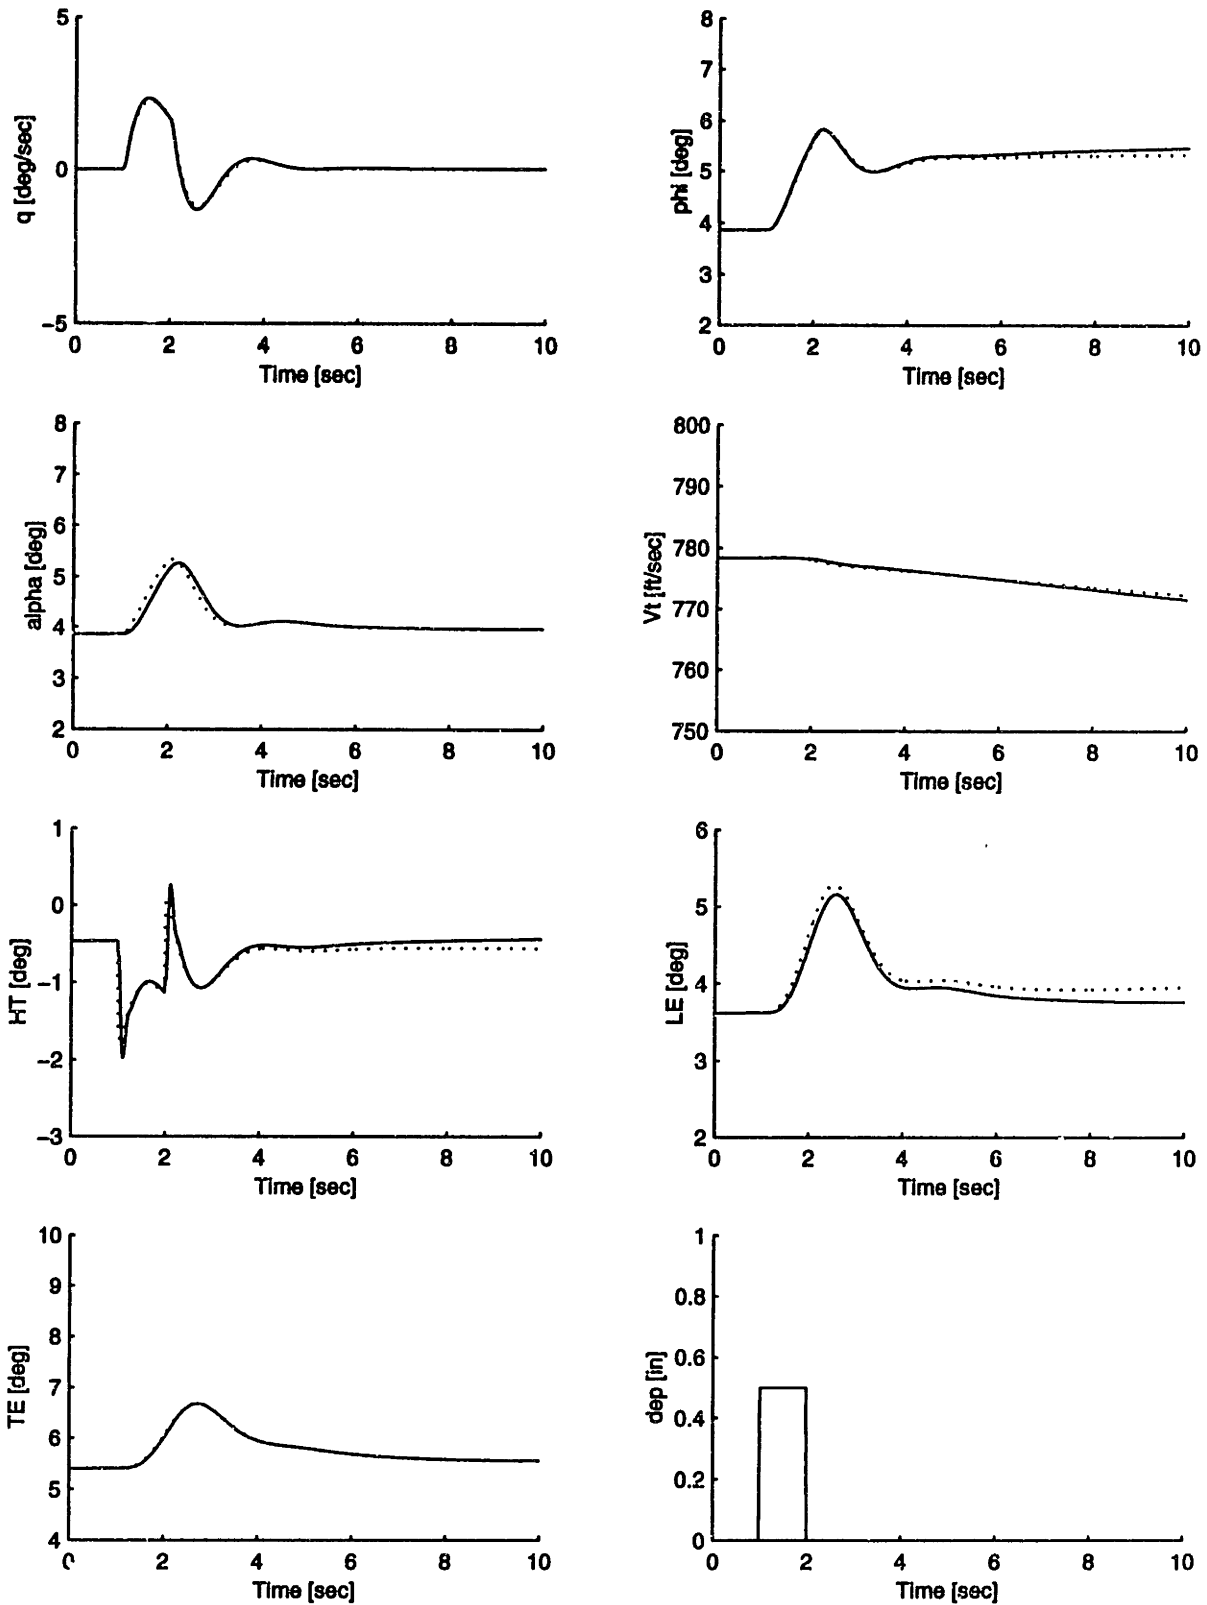 5
0
−5
q [deg/sec]
0 2 4 6 8 10
Time [sec]
8
7
6
5
4
3
2
phi [deg]
0 2 4 6 8 10
Time [sec]
8
7
6
5
4
3
2
alpha [deg]
0 2 4 6 8 10
Time [sec]
800
790
780
770
760
750
Vt [ft/sec]
0 2 4 6 8 10
Time [sec]
1
0
−1
−2
−3
HT [deg]
0 2 4 6 8 10
Time [sec]
6
5
4
3
2
LE [deg]
0 2 4 6 8 10
Time [sec]
10
9
8
7
6
5
4
TE [deg]
0 2 4 6 8 10
Time [sec]
1
0.8
0.6
0.4
0.2
0
dep [in]
0 2 4 6 8 10
Time [sec]